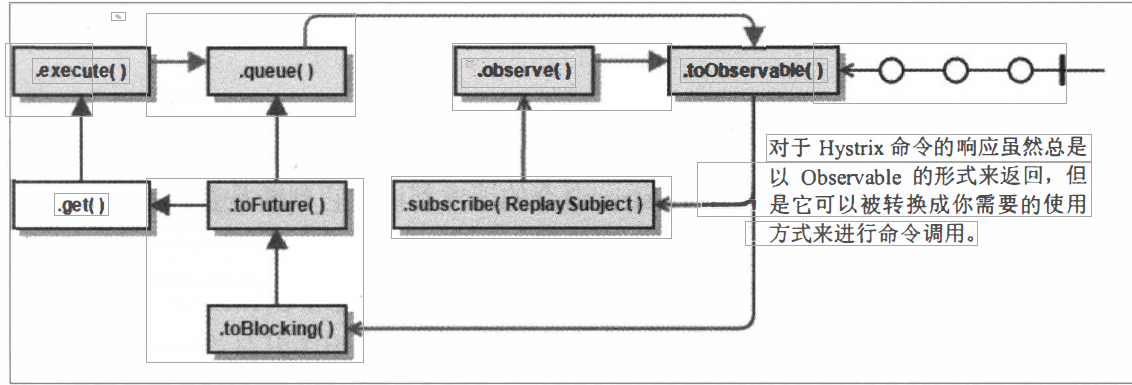 .execute( )
.queue( )
.observe( )
.toObservable( )
对于 Hystrix 命令的响应虽然总是
以 Observable 的形式来返回，但
是它可以被转换成你需要的使用
方式来进行命令调用。
.get( )
.toFuture( )
.subscribe( Replay Subject )
.toBlocking( )